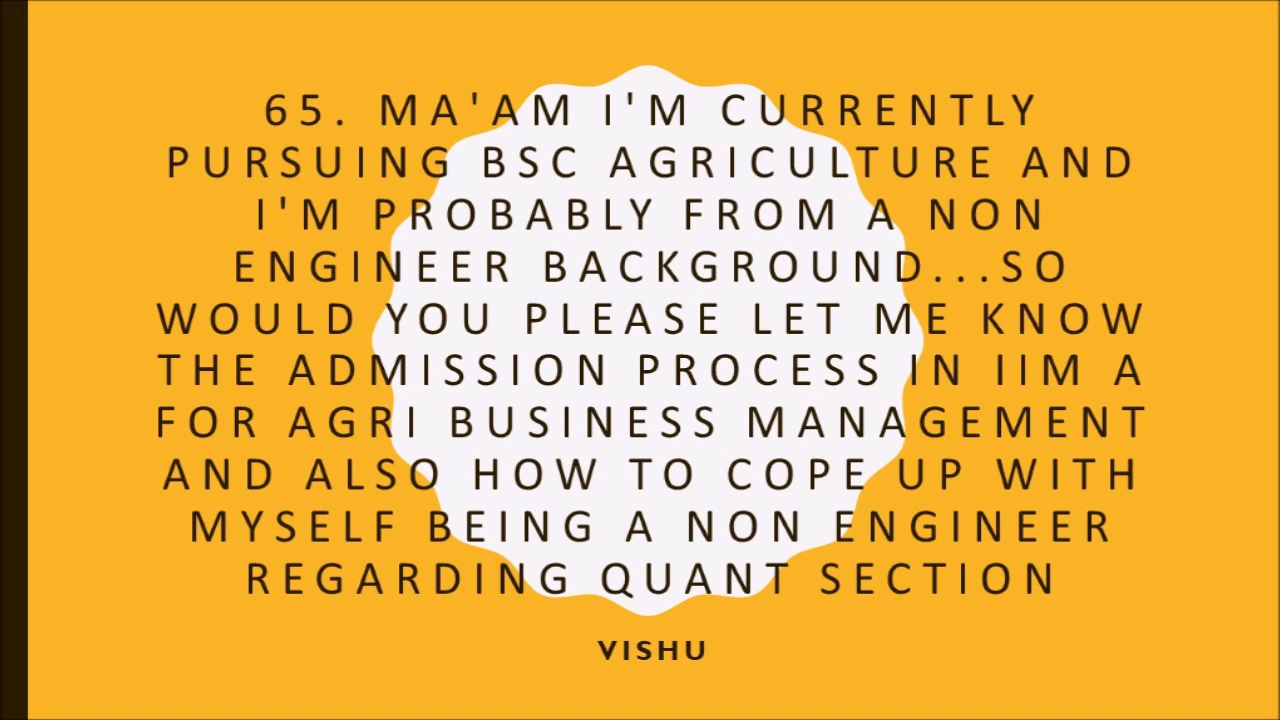 65. MA'AM I'M CURRENTLY
PURSUING BSC AGRICULTURE AND
I'M PROBABLY FROM A NON
ENGINEER BACKGROUND...SO
WOULD YOU PLEASE LET ME KNOW
THE ADMISSION PROCESS IN IIM A
FOR AGRI BUSINESS MANAGEMENT
AND ALSO HOW TO COPE UP WITH
MYSELF BEING A NON ENGINEER
REGARDING QUANT SECTION
VISHU